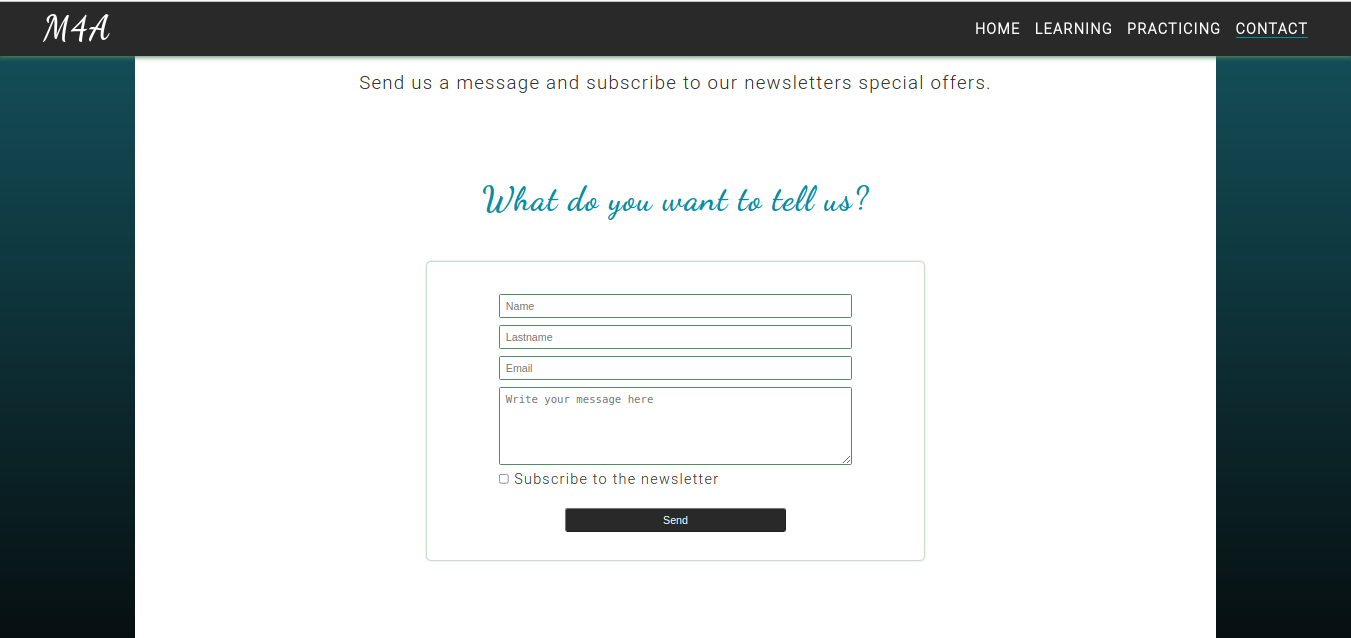 M4A
HOME LEARNING PRACTICING CONTACT
Send us a message and subscribe to our newsletters special offers.
What do you want to tell us?
Name
Lastname
Email
Write your message here
Subscribe to the newsletter
Send